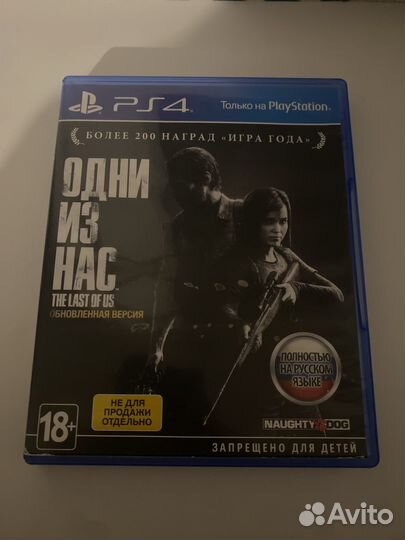 PS4
Только на PlayStation
БОЛЕЕ 200 НАГРАД «ИГРА ГОДА»
ОДНИ
ИЗ
НАС
THE LAST OF US
ОБНОВЛЕННАЯ ВЕРСИЯ
ПОЛНОСТЬЮ
НА РУССКОМ
ЯЗЫКЕ
НЕ ДЛЯ
ПРОДАЖИ
ОТДЕЛЬНО
18+
NAUGHTY DOG
ЗАПРЕЩЕНО ДЛЯ ДЕТЕЙ
Avito